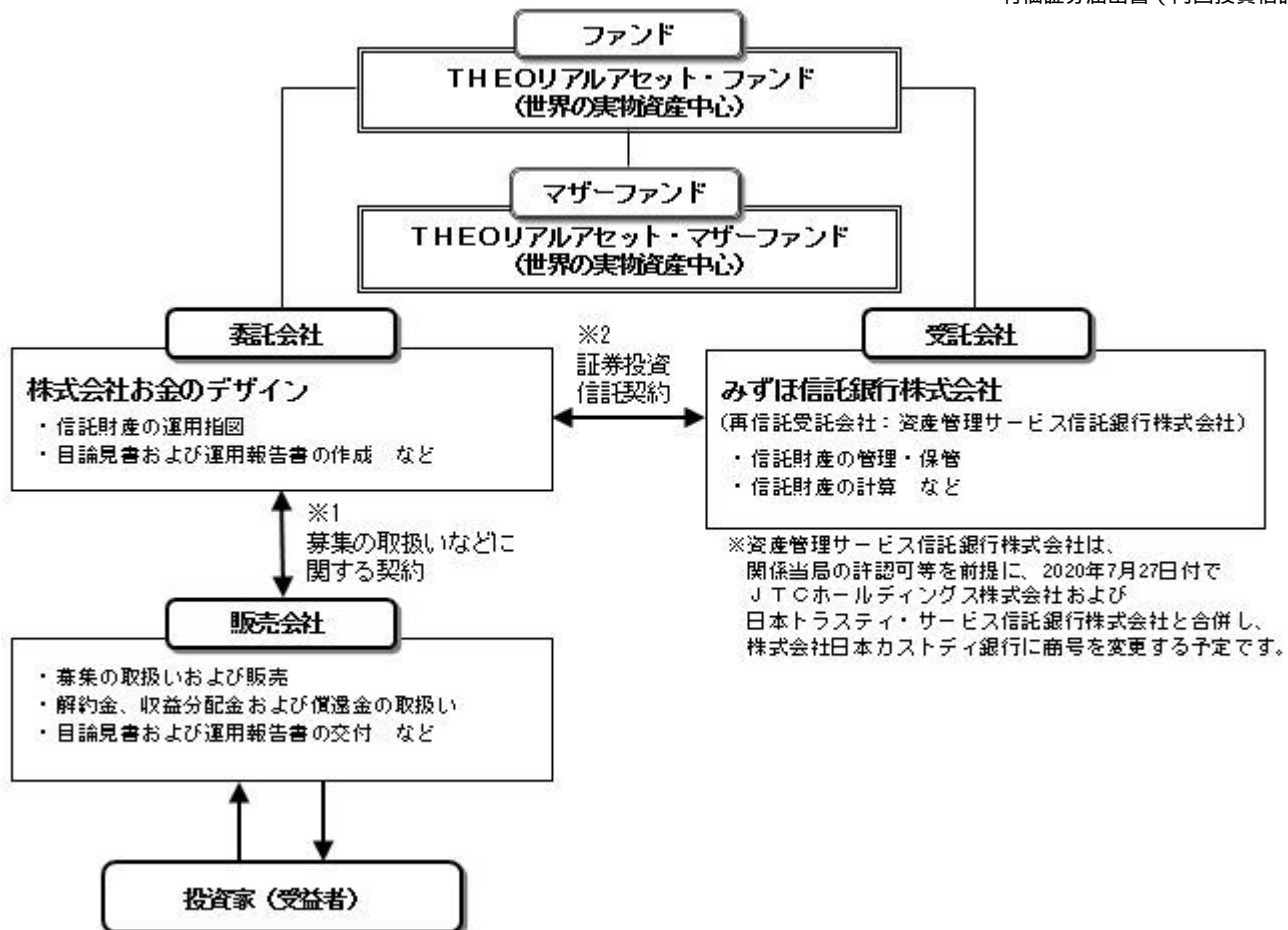 ファンド
THEOリアルアセット・ファンド
(世界の実物資産中心)
マザーファンド
THEOリアルアセット・マザーファンド
(世界の実物資産中心)
委託会社
株式会社お金のデザイン
・信託財産の運用指図
・目論見書および運用報告書の作成 など
※2
証券投資
信託契約
受託会社
みずほ信託銀行株式会社
(再信託受託会社:資産管理サービス信託銀行株式会社)
・信託財産の管理・保管
・信託財産の計算 など
※資産管理サービス信託銀行株式会社は、
関係当局の許認可等を前提に、2020年7月27日付で
JTCホールディングス株式会社および
日本トラスティ・サービス信託銀行株式会社と合併し、
株式会社日本カストディ銀行に商号を変更する予定です。
※1
募集の取扱いなどに
関する契約
販売会社
・募集の取扱いおよび販売
・解約金、収益分配金および償還金の取扱い
・目論見書および運用報告書の交付 など
投資家(受益者)